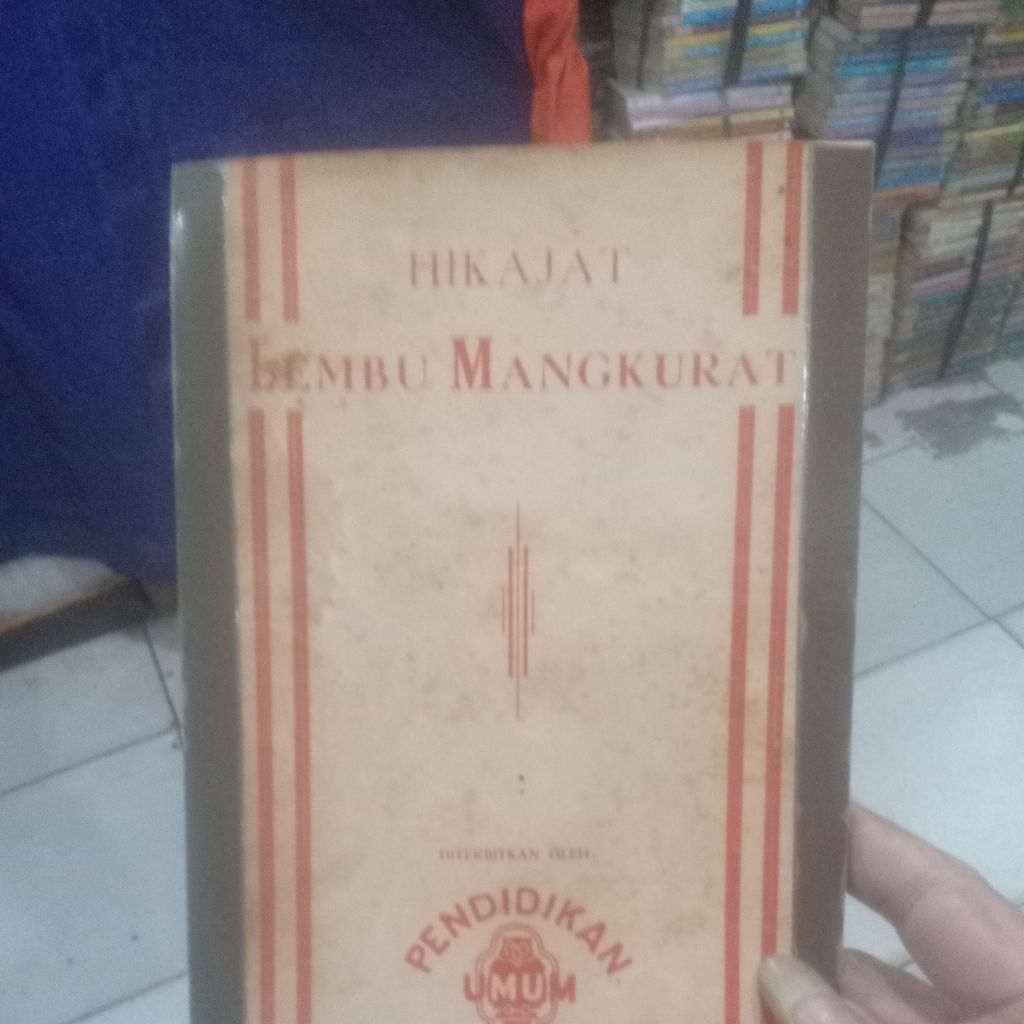 HIKAJAT
LEMBU MANGKURAT
DITERBITKAN OLEH:
PENDIDIKAN
UMUM